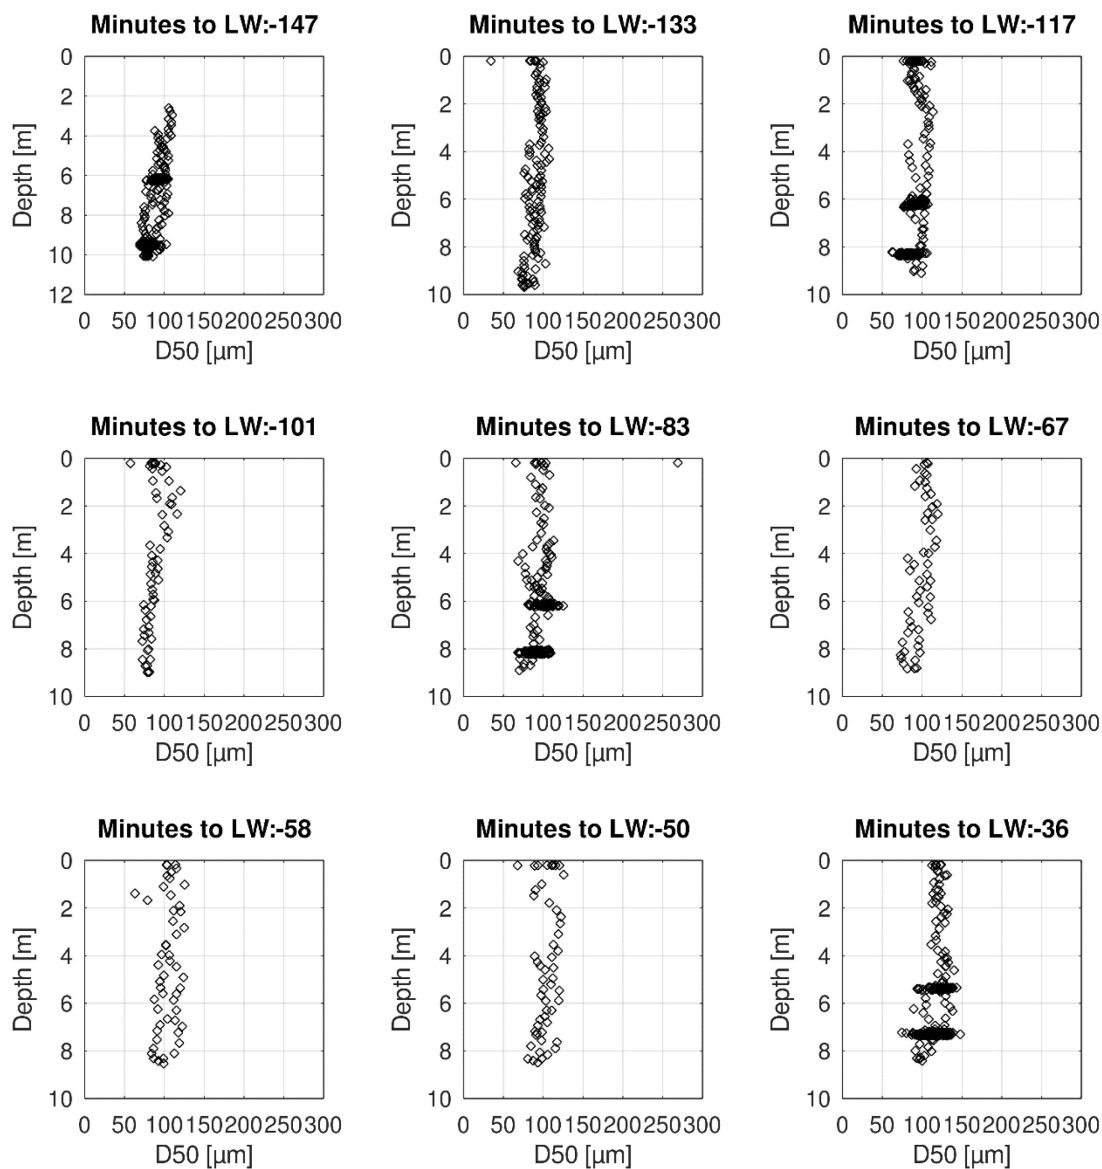 Minutes to LW:-147
0
2
4
6
8
10
12
Depth [m]
0 50 100 150 200 250 300
D50 [µm]
Minutes to LW:-133
0
2
4
6
8
10
Depth [m]
0 50 100 150 200 250 300
D50 [µm]
Minutes to LW:-117
0
2
4
6
8
10
Depth [m]
0 50 100 150 200 250 300
D50 [µm]
Minutes to LW:-101
0
2
4
6
8
10
Depth [m]
0 50 100 150 200 250 300
D50 [µm]
Minutes to LW:-83
0
2
4
6
8
10
Depth [m]
0 50 100 150 200 250 300
D50 [µm]
Minutes to LW:-67
0
2
4
6
8
10
Depth [m]
0 50 100 150 200 250 300
D50 [µm]
Minutes to LW:-58
0
2
4
6
8
10
Depth [m]
0 50 100 150 200 250 300
D50 [µm]
Minutes to LW:-50
0
2
4
6
8
10
Depth [m]
0 50 100 150 200 250 300
D50 [µm]
Minutes to LW:-36
0
2
4
6
8
10
Depth [m]
0 50 100 150 200 250 300
D50 [µm]